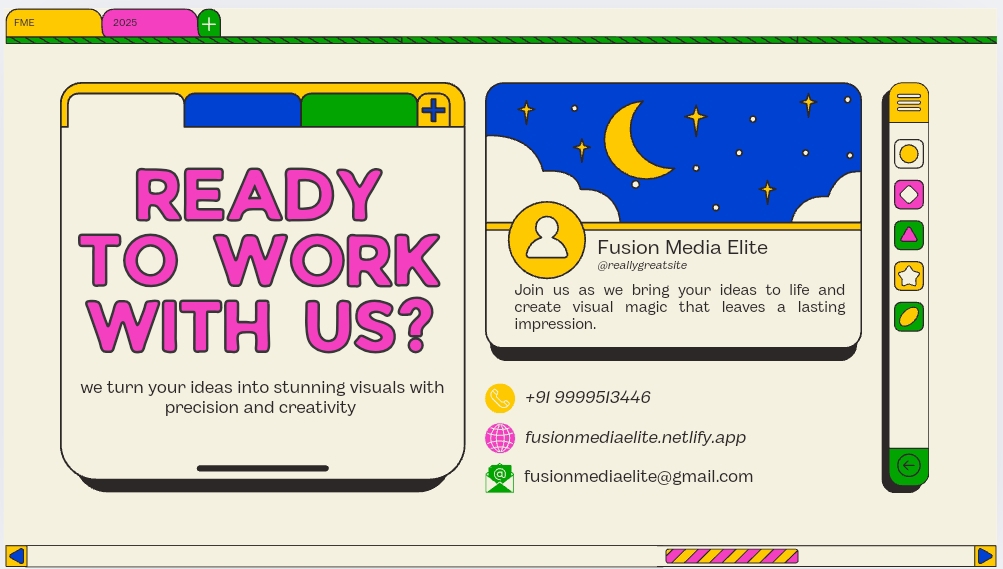 FME
2025
READY
TO WORK
WITH US?
we turn your ideas into stunning visuals with
precision and creativity
Fusion Media Elite
@reallygreatsite
Join us as we bring your ideas to life and
create visual magic that leaves a lasting
impression.
+91 9999513446
fusionmediaelite.netlify.app
fusionmediaelite@gmail.com